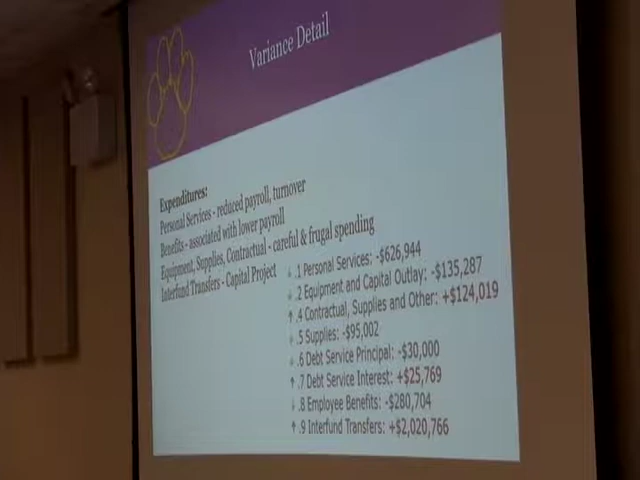 Variance Detail
Expenditures:
Personal Services - reduced payroll, turnover
Benefits - associated with lower payroll
Equipment, Supplies, Contractual - careful & frugal spending
Interfund Transfers - Capital Project
↓ .1 Personal Services: -$626,944
↓ .2 Equipment and Capital Outlay: -$135,287
↑ .4 Contractual, Supplies and Other: +$124,019
↓ .5 Supplies: -$95,002
↓ .6 Debt Service Principal: -$30,000
↑ .7 Debt Service Interest: +$25,769
↓ .8 Employee Benefits: -$280,704
↑ .9 Interfund Transfers: +$2,020,766